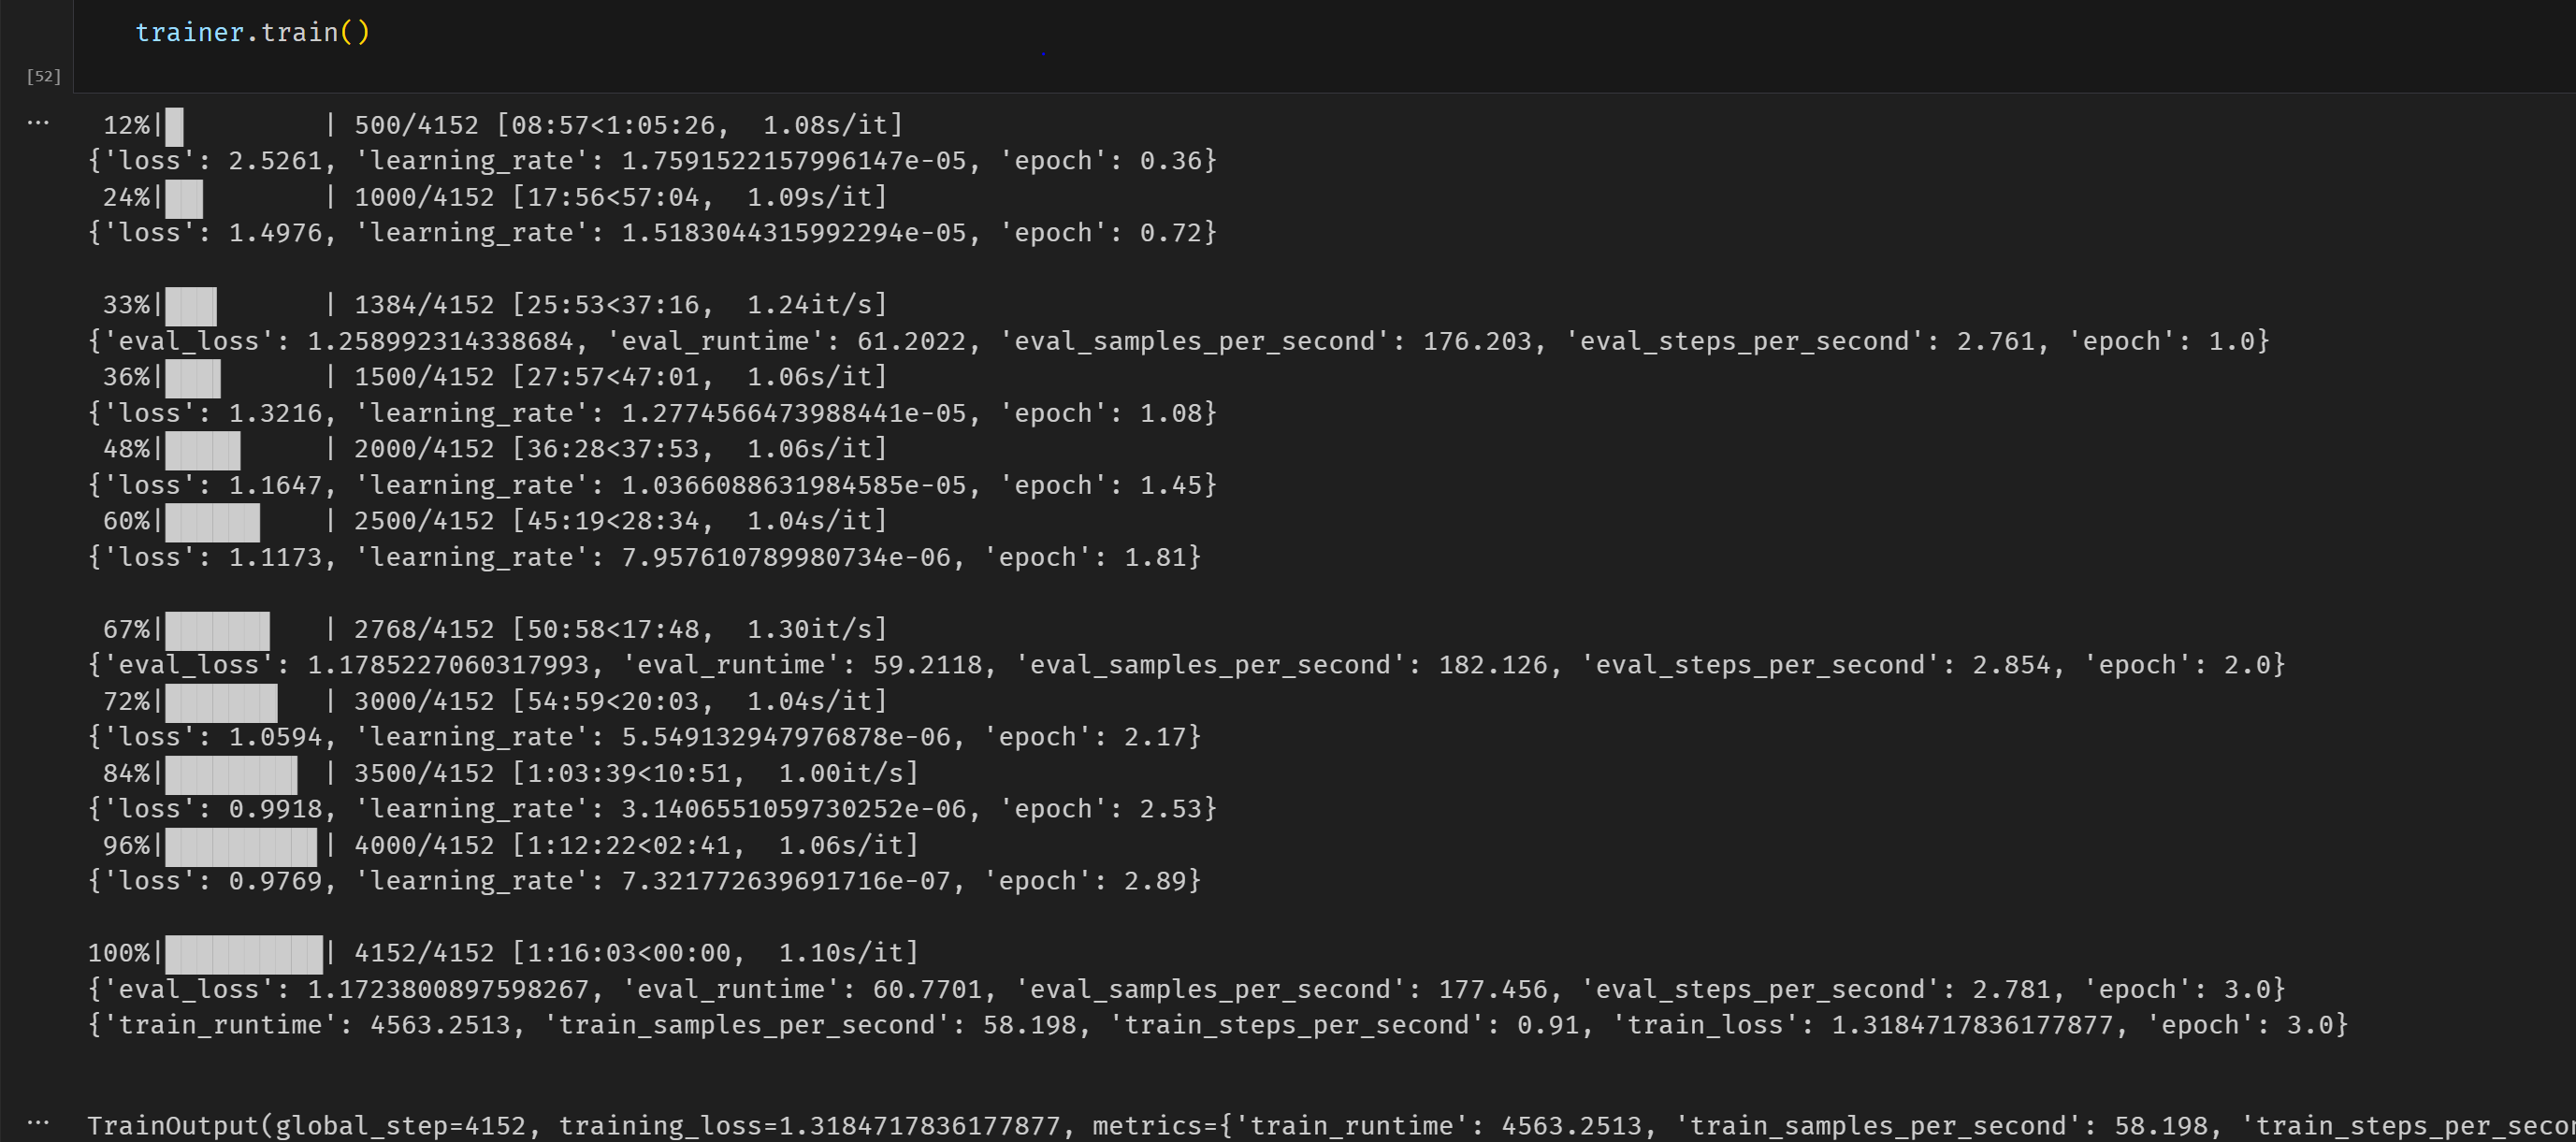 trainer.train()
[52]
12%| | 500/4152 [08:57<1:05:26, 1.08s/it]
{'loss': 2.5261, 'learning_rate': 1.7591522157996147e-05, 'epoch': 0.36}
24%| | 1000/4152 [17:56<57:04, 1.09s/it]
{'loss': 1.4976, 'learning_rate': 1.5183044315992294e-05, 'epoch': 0.72}
33%| | 1384/4152 [25:53<37:16, 1.24it/s]
{'eval_loss': 1.258992314338684, 'eval_runtime': 61.2022, 'eval_samples_per_second': 176.203, 'eval_steps_per_second': 2.761, 'epoch': 1.0}
36%| | 1500/4152 [27:57<47:01, 1.06s/it]
{'loss': 1.3216, 'learning_rate': 1.2774566473988441e-05, 'epoch': 1.08}
48%| | 2000/4152 [36:28<37:53, 1.06s/it]
{'loss': 1.1647, 'learning_rate': 1.0366088631984585e-05, 'epoch': 1.45}
60%| | 2500/4152 [45:19<28:34, 1.04s/it]
{'loss': 1.1173, 'learning_rate': 7.957610789980734e-06, 'epoch': 1.81}
67%| | 2768/4152 [50:58<17:48, 1.30it/s]
{'eval_loss': 1.1785227060317993, 'eval_runtime': 59.2118, 'eval_samples_per_second': 182.126, 'eval_steps_per_second': 2.854, 'epoch': 2.0}
72%| | 3000/4152 [54:59<20:03, 1.04s/it]
{'loss': 1.0594, 'learning_rate': 5.549132947976878e-06, 'epoch': 2.17}
84%| | 3500/4152 [1:03:39<10:51, 1.00it/s]
{'loss': 0.9918, 'learning_rate': 3.1406551059730252e-06, 'epoch': 2.53}
96%| | 4000/4152 [1:12:22<02:41, 1.06s/it]
{'loss': 0.9769, 'learning_rate': 7.321772639691716e-07, 'epoch': 2.89}
100%| | 4152/4152 [1:16:03<00:00, 1.10s/it]
{'eval_loss': 1.1723800897598267, 'eval_runtime': 60.7701, 'eval_samples_per_second': 177.456, 'eval_steps_per_second': 2.781, 'epoch': 3.0}
{'train_runtime': 4563.2513, 'train_samples_per_second': 58.198, 'train_steps_per_second': 0.91, 'train_loss': 1.3184717836177877, 'epoch': 3.0}
TrainOutput(global_step=4152, training_loss=1.3184717836177877, metrics={'train_runtime': 4563.2513, 'train_samples_per_second': 58.198, 'train_steps_per_seco